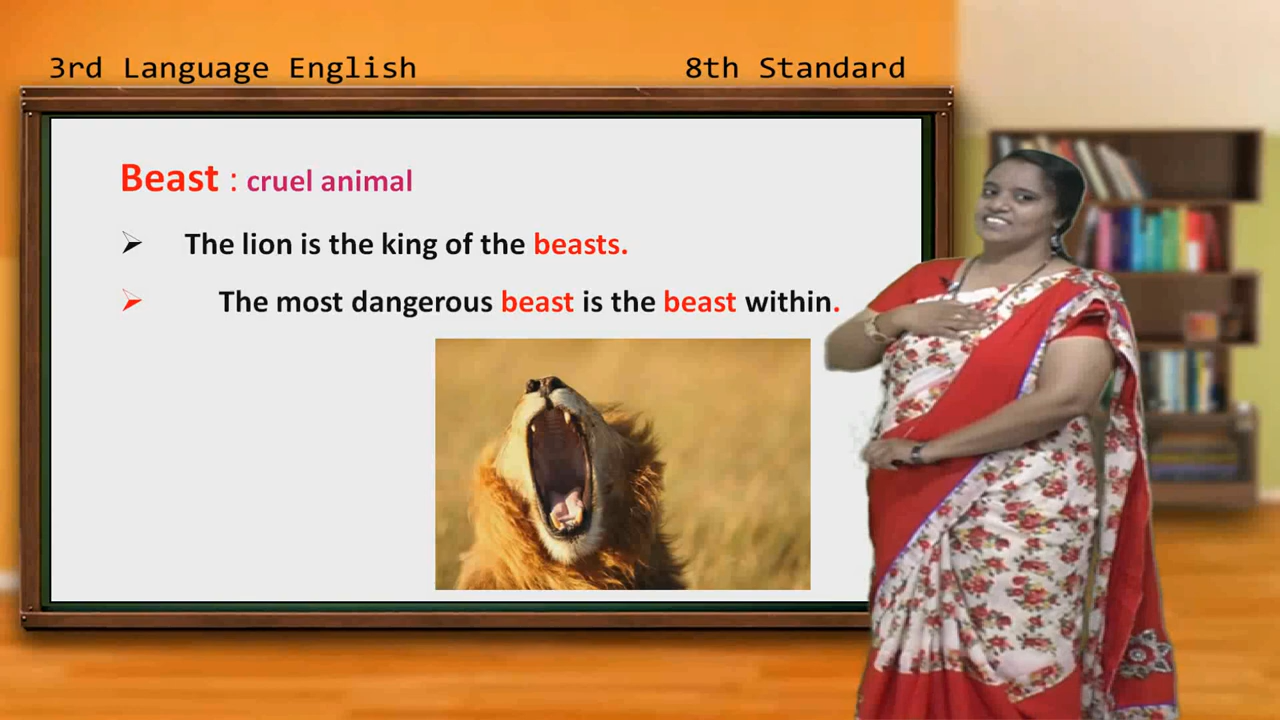 3rd Language English 8th Standard
Beast : cruel animal
➢ The lion is the king of the beasts.
➢ The most dangerous beast is the beast within.